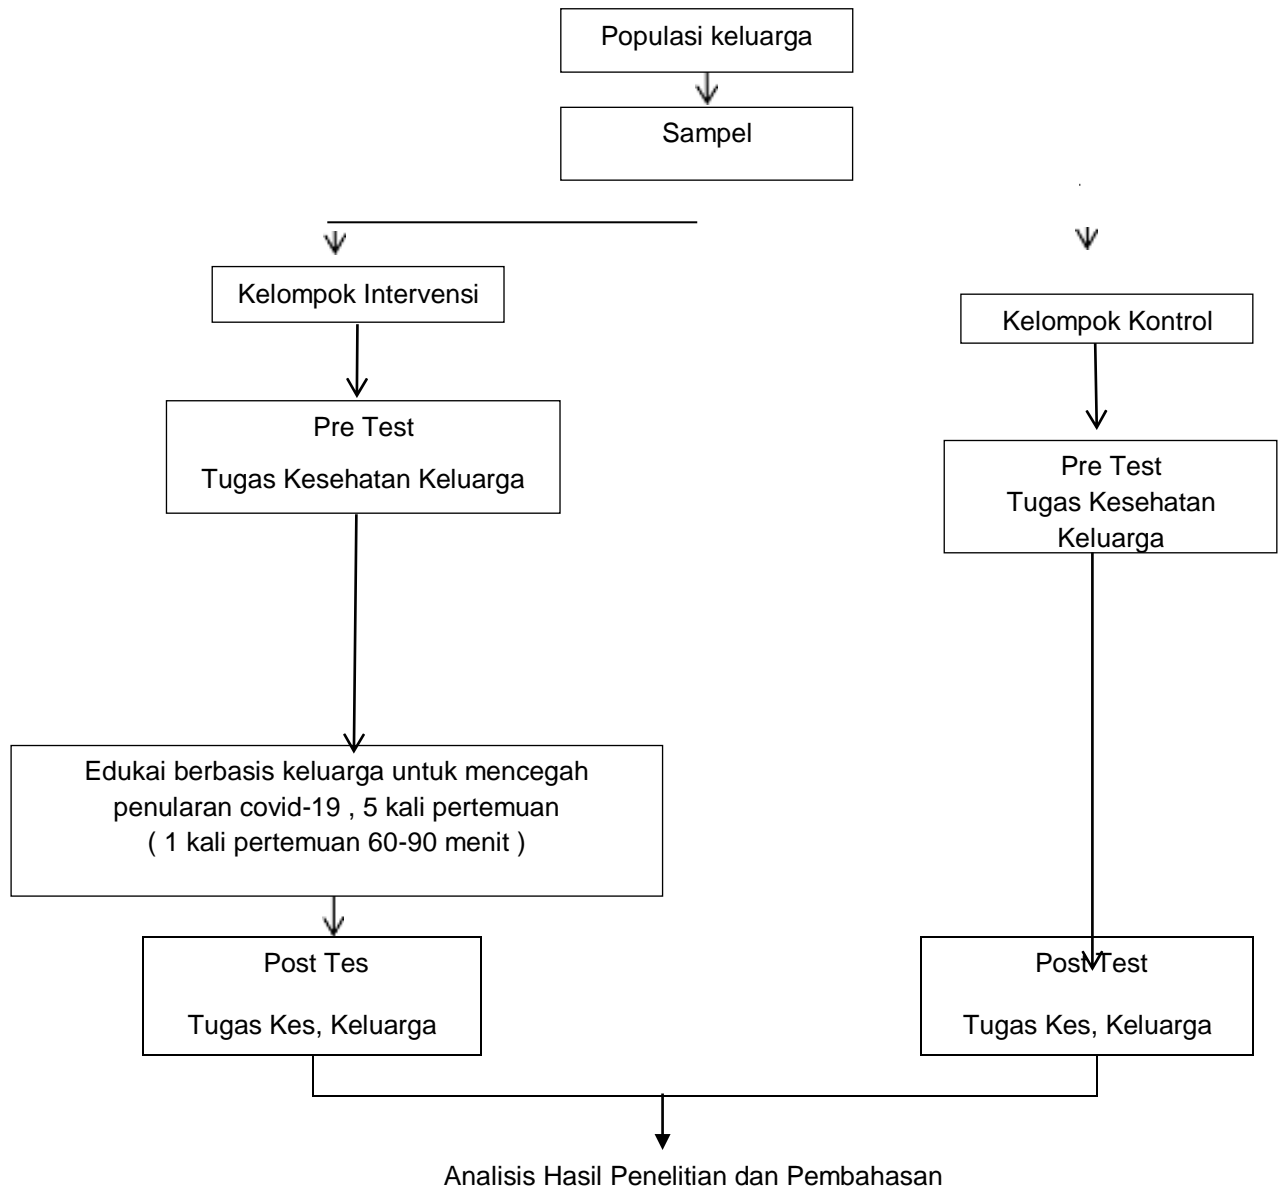 Populasi keluarga
Sampel
Kelompok Intervensi
Kelompok Kontrol
Pre Test
Tugas Kesehatan Keluarga
Pre Test
Tugas Kesehatan
Keluarga
Edukai berbasis keluarga untuk mencegah
penularan covid-19 , 5 kali pertemuan
( 1 kali pertemuan 60-90 menit )
Post Tes
Tugas Kes, Keluarga
Post Test
Tugas Kes, Keluarga
Analisis Hasil Penelitian dan Pembahasan